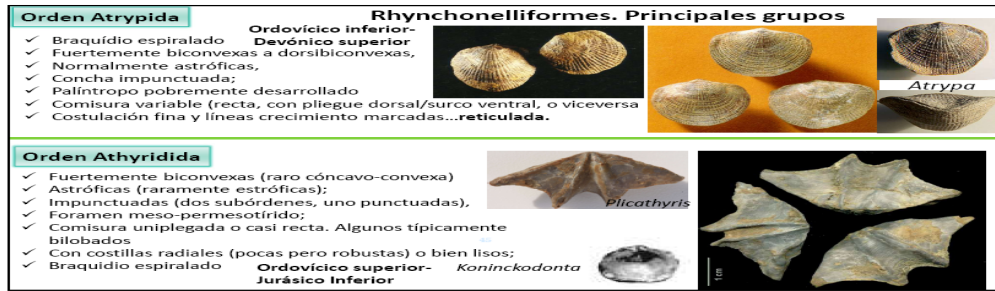 Orden Atrypida
Rhynchonelliformes. Principales grupos
Ordovícico inferior-
Devónico superior
✓ Braquídio espiralado
✓ Fuertemente biconvexas a dorsibiconvexas,
✓ Normalmente astróficas,
✓ Concha impunctuada;
✓ Palíntropo pobremente desarrollado
✓ Comisura variable (recta, con pliegue dorsal/surco ventral, o viceversa
✓ Costulación fina y líneas crecimiento marcadas...reticulada.
Atrypa
Orden Athyridida
✓ Fuertemente biconvexas (raro cóncavo-convexa)
✓ Astróficas (raramente estróficas);
✓ Impunctuadas (dos subórdenes, uno punctuadas),
✓ Foramen meso-permesotírido;
✓ Comisura uniplegada o casi recta. Algunos típicamente
bilobados
✓ Con costillas radiales (pocas pero robustas) o bien lisos;
✓ Braquidio espiralado
Ordovícico superior-
Jurásico Inferior
Plicathyris
Koninckodonta
1 cm